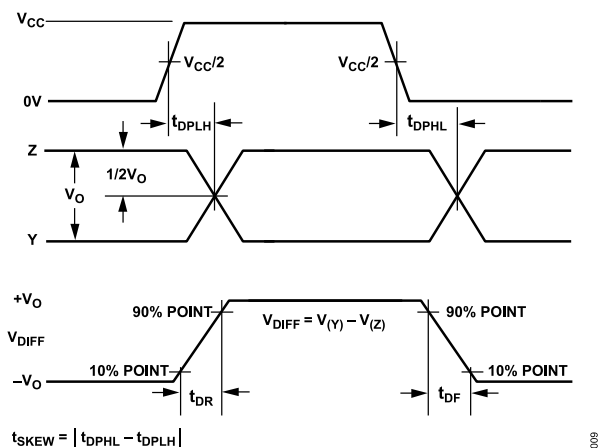 VCC
VCC/2
VCC/2
0V
tDPLH
tDPHL
Z
1/2VO
VO
Y
+VO
90% POINT
VDIFF = V(Y) – V(Z)
90% POINT
VDIFF
10% POINT
10% POINT
–VO
tDR
tDF
tSKEW = | tDPHL – tDPLH |
009